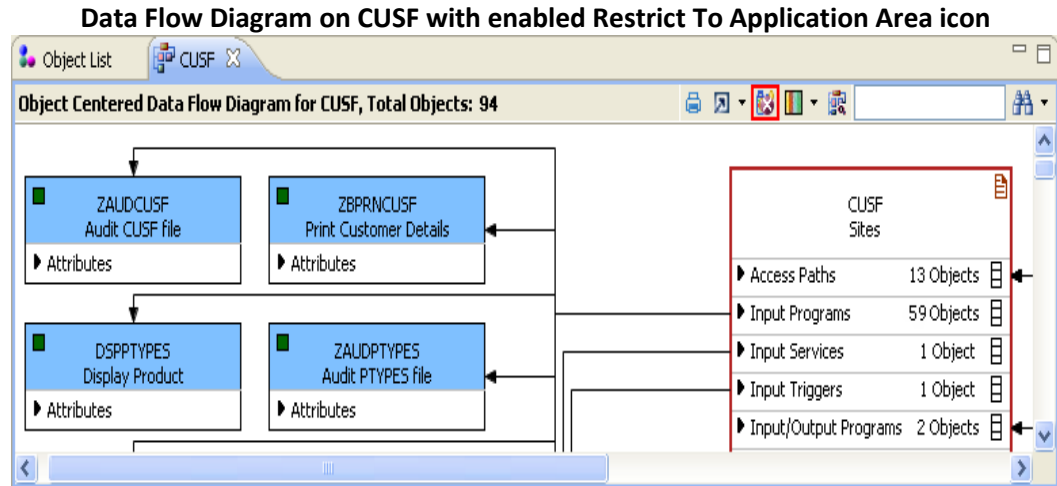 Data Flow Diagram on CUSF with enabled Restrict To Application Area icon
Object List
CUSF
Object Centered Data Flow Diagram for CUSF, Total Objects: 94
ZAUDCUSF
Audit CUSF file
Attributes
ZBPRNCUSF
Print Customer Details
Attributes
DSPPTYPES
Display Product
Attributes
ZAUDPTYPES
Audit PTYPES file
Attributes
CUSF
Sites
Access Paths 13 Objects
Input Programs 59 Objects
Input Services 1 Object
Input Triggers 1 Object
Input/Output Programs 2 Objects